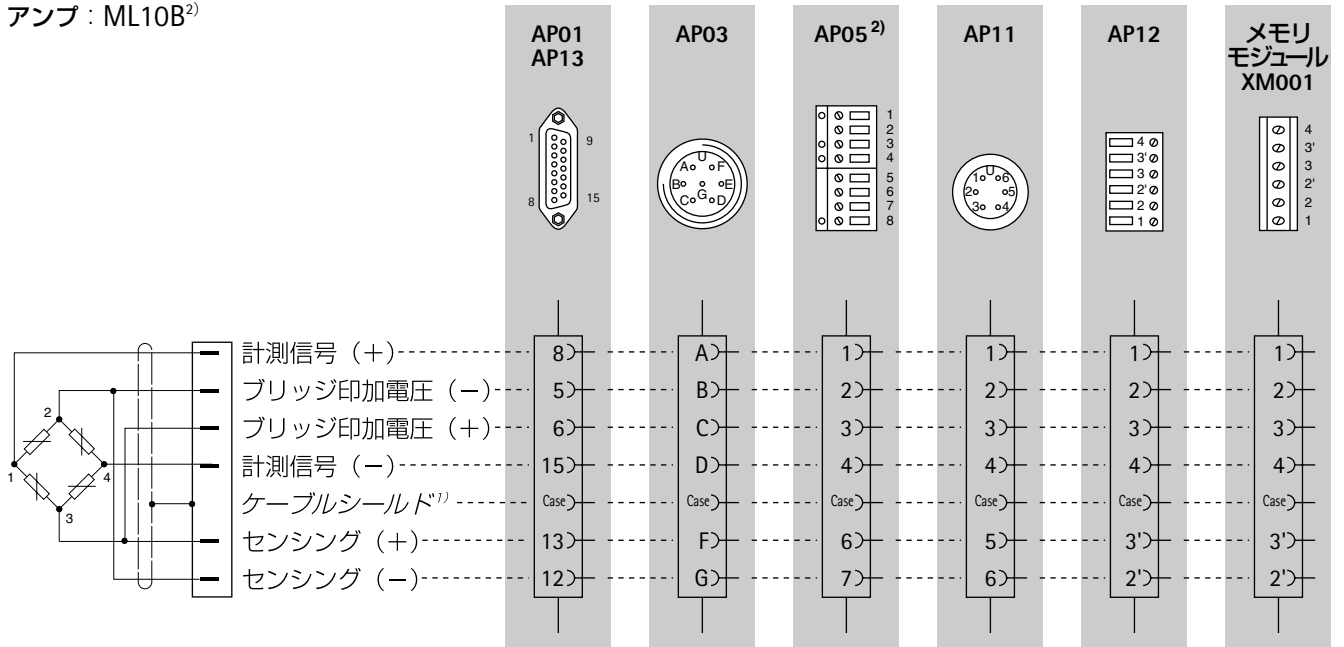 アンプ：ML10B2)
AP01
AP13
AP03
AP05 2)
AP11
AP12
メモリ
モジュール
XM001
1 9
8 15
U
A F
B E
G
C D
1
2
3
4
5
6
7
8
U
1 6
2 5
3 4
4
3'
3
2'
2
1
4
3'
3
2'
2
1
計測信号（＋） 8 A 1 1 1 1
ブリッジ印加電圧（－） 5 B 2 2 2 2
ブリッジ印加電圧（＋） 6 C 3 3 3 3
計測信号（－） 15 D 4 4 4 4
ケーブルシールド1) Case Case Case Case Case Case
センシング（＋） 13 F 6 5 3' 3'
センシング（－） 12 G 7 6 2' 2'
2
1 4
3